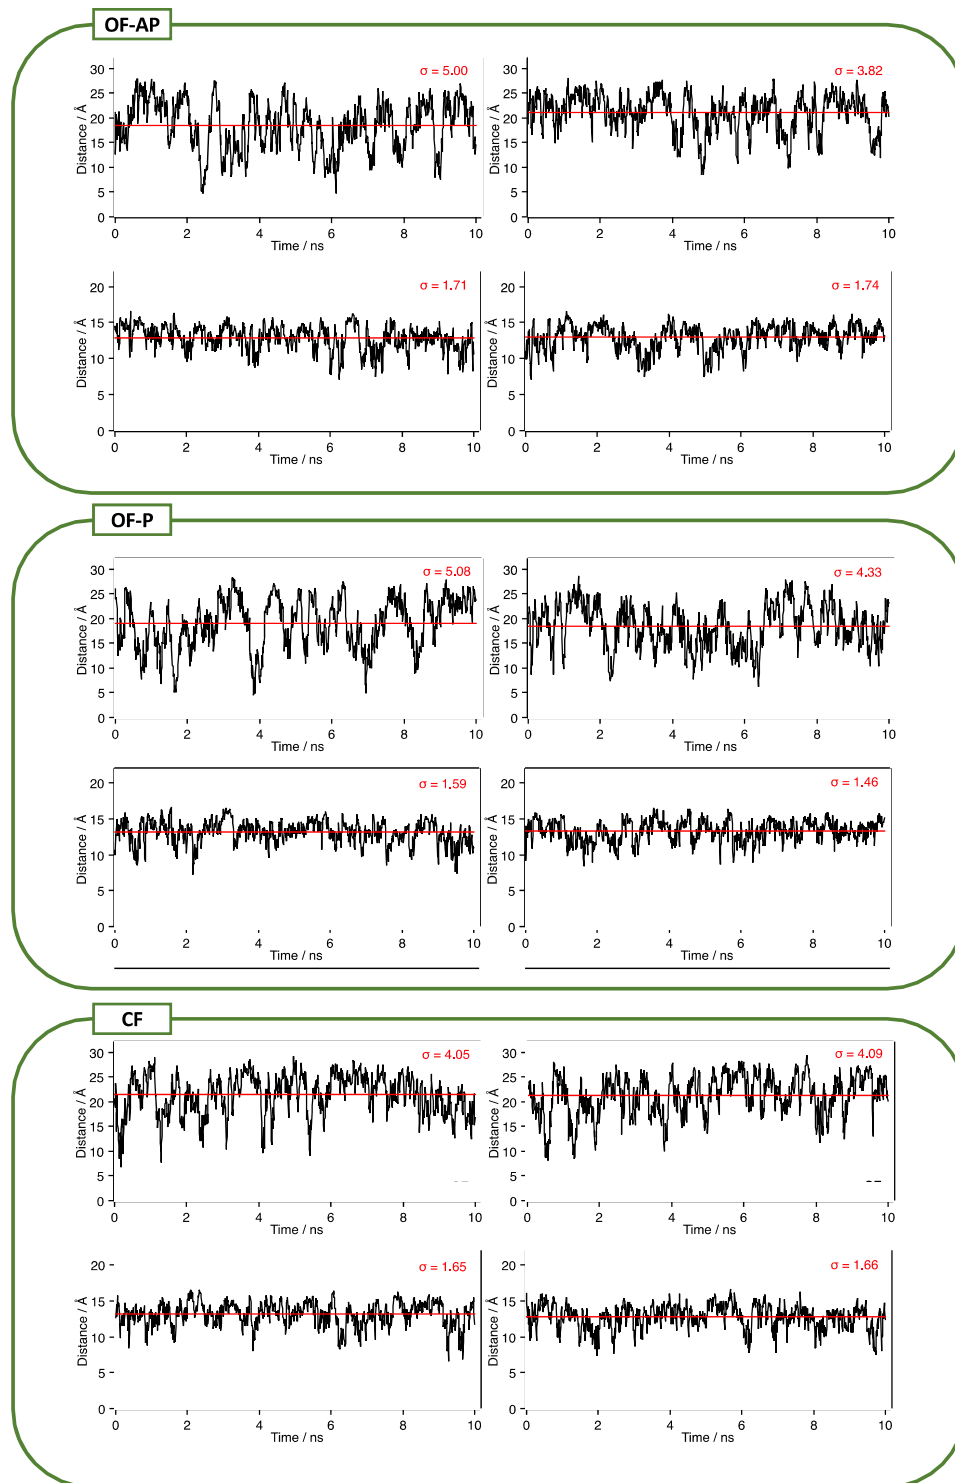 OF-AP
σ = 5.00
Distance / Å
30
25
20
15
10
5
0
0 2 4 6 8 10
Time / ns
σ = 3.82
Distance / Å
30
25
20
15
10
5
0
0 2 4 6 8 10
Time / ns
σ = 1.71
Distance / Å
20
15
10
5
0
0 2 4 6 8 10
Time / ns
σ = 1.74
Distance / Å
20
15
10
5
0
0 2 4 6 8 10
Time / ns
OF-P
σ = 5.08
Distance / Å
30
25
20
15
10
5
0
0 2 4 6 8 10
Time / ns
σ = 4.33
Distance / Å
30
25
20
15
10
5
0
0 2 4 6 8 10
Time / ns
σ = 1.59
Distance / Å
20
15
10
5
0
0 2 4 6 8 10
Time / ns
σ = 1.46
Distance / Å
20
15
10
5
0
0 2 4 6 8 10
Time / ns
CF
σ = 4.05
Distance / Å
30
25
20
15
10
5
0
0 2 4 6 8 10
Time / ns
σ = 4.09
Distance / Å
30
25
20
15
10
5
0
0 2 4 6 8 10
Time / ns
σ = 1.65
Distance / Å
20
15
10
5
0
0 2 4 6 8 10
Time / ns
σ = 1.66
Distance / Å
20
15
10
5
0
0 2 4 6 8 10
Time / ns